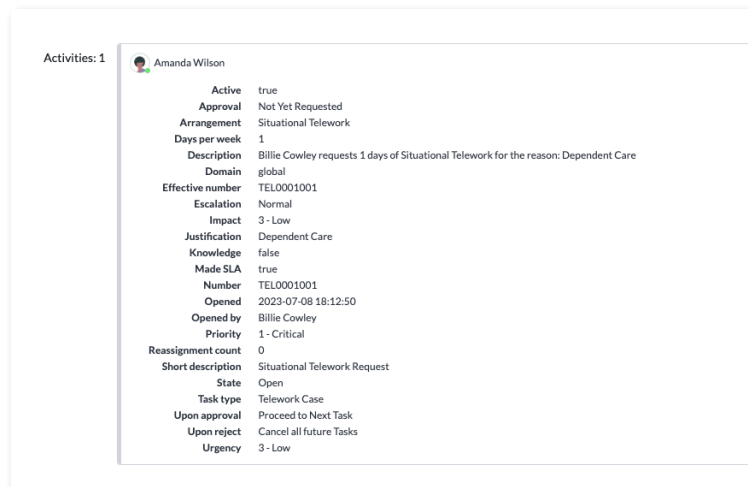 Activities: 1
Amanda Wilson
Active true
Approval Not Yet Requested
Arrangement Situational Telework
Days per week 1
Description Billie Cowley requests 1 days of Situational Telework for the reason: Dependent Care
Domain global
Effective number TEL0001001
Escalation Normal
Impact 3 - Low
Justification Dependent Care
Knowledge false
Made SLA true
Number TEL0001001
Opened 2023-07-08 18:12:50
Opened by Billie Cowley
Priority 1 - Critical
Reassignment count 0
Short description Situational Telework Request
State Open
Task type Telework Case
Upon approval Proceed to Next Task
Upon reject Cancel all future Tasks
Urgency 3 - Low